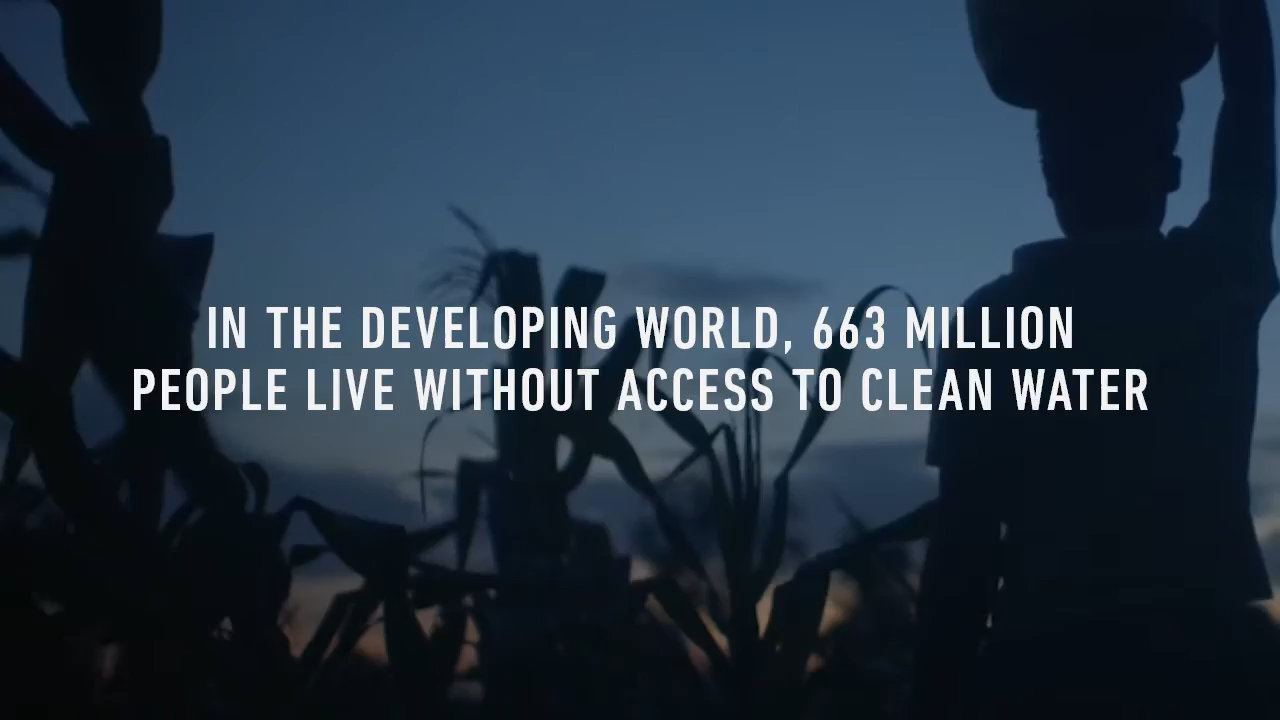 IN THE DEVELOPING WORLD, 663 MILLION
PEOPLE LIVE WITHOUT ACCESS TO CLEAN WATER